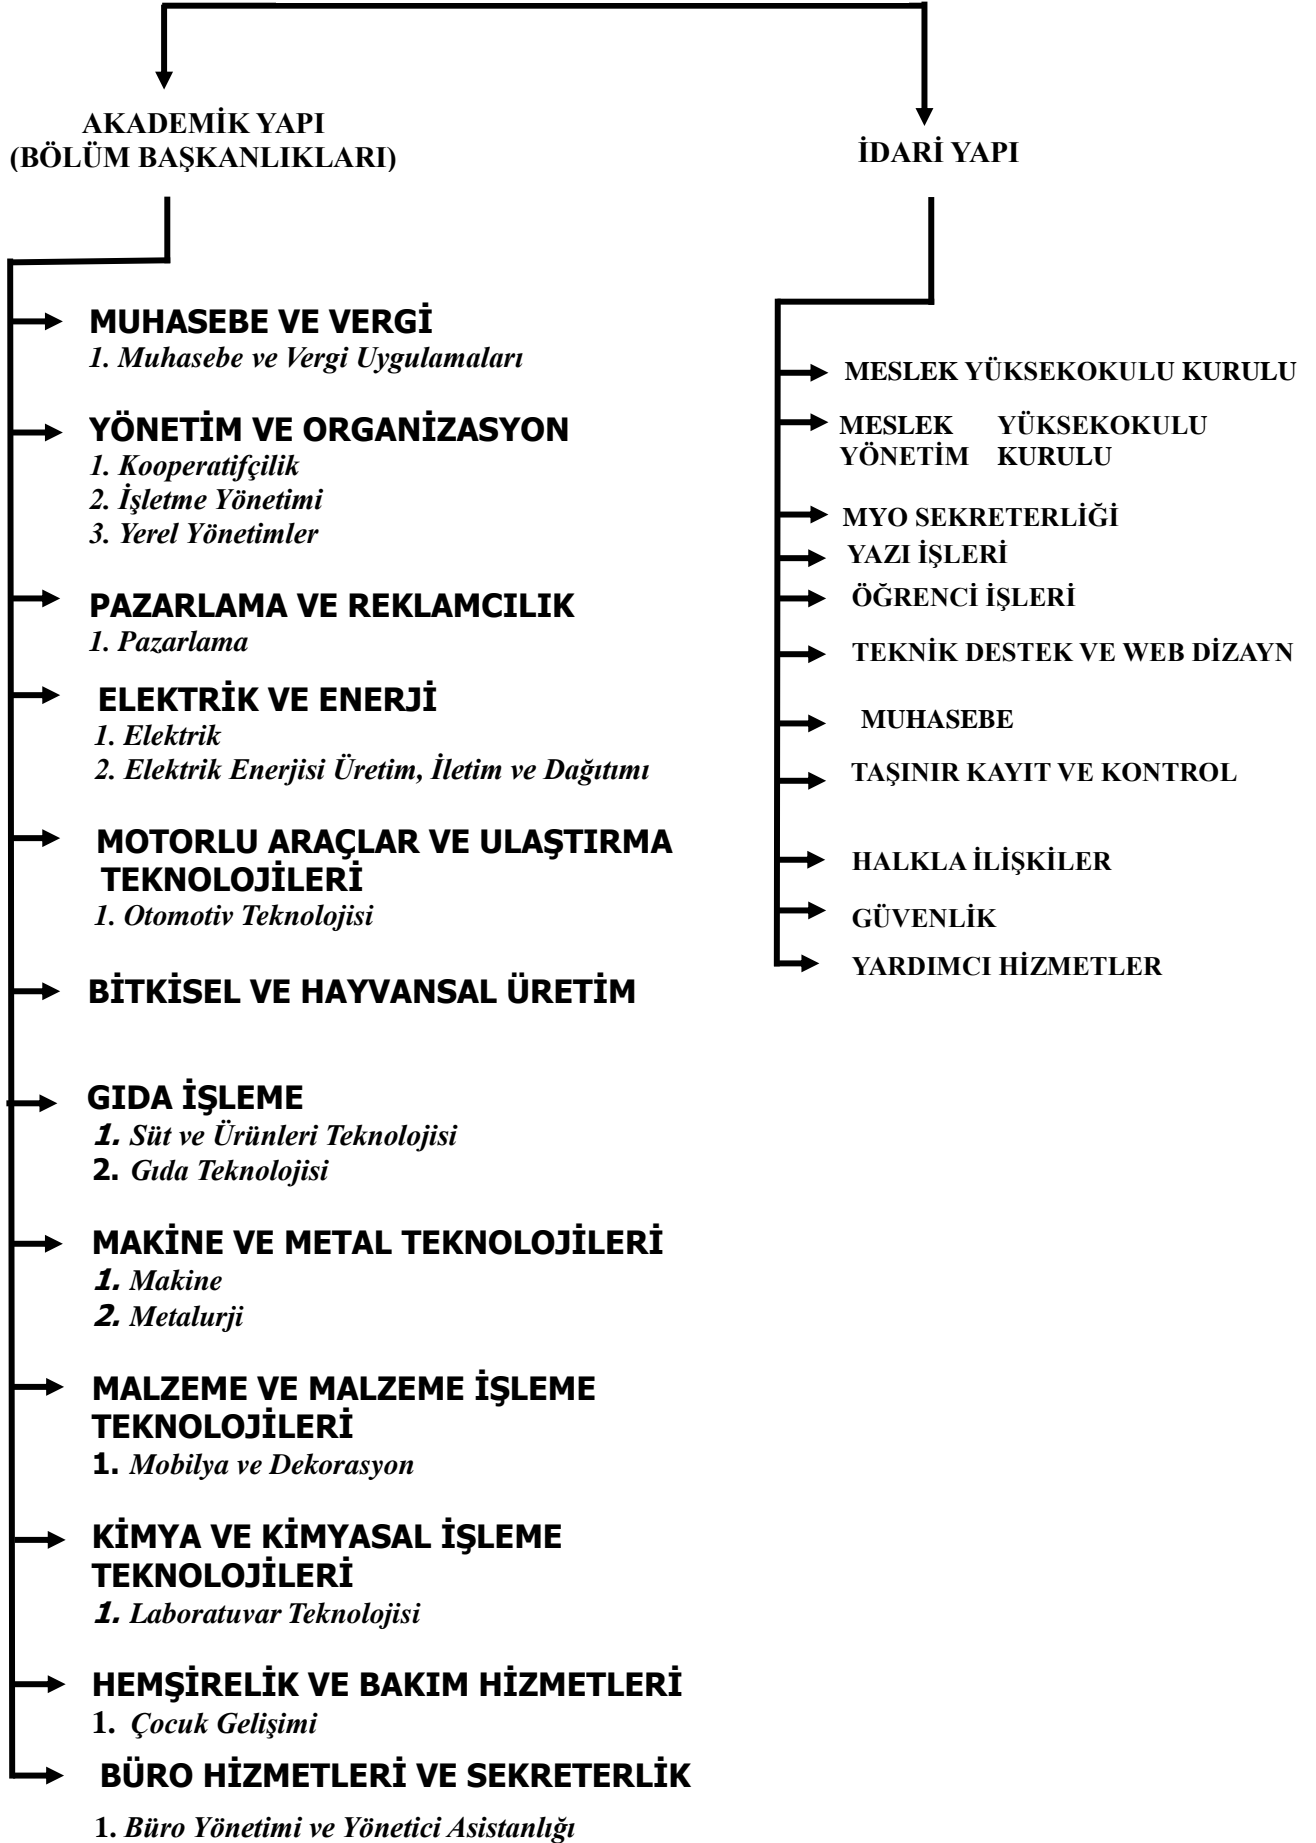 AKADEMİK YAPI
(BÖLÜM BAŞKANLIKLARI)
MUHASEBE VE VERGİ
1. Muhasebe ve Vergi Uygulamaları
YÖNETİM VE ORGANİZASYON
1. Kooperatifçilik
2. İşletme Yönetimi
3. Yerel Yönetimler
PAZARLAMA VE REKLAMCILIK
1. Pazarlama
ELEKTRİK VE ENERJİ
1. Elektrik
2. Elektrik Enerjisi Üretim, İletim ve Dağıtımı
MOTORLU ARAÇLAR VE ULAŞTIRMA
TEKNOLOJİLERİ
1. Otomotiv Teknolojisi
BİTKİSEL VE HAYVANSAL ÜRETİM
GIDA İŞLEME
1. Süt ve Ürünleri Teknolojisi
2. Gıda Teknolojisi
MAKİNE VE METAL TEKNOLOJİLERİ
1. Makine
2. Metalurji
MALZEME VE MALZEME İŞLEME
TEKNOLOJİLERİ
1. Mobilya ve Dekorasyon
KİMYA VE KİMYASAL İŞLEME
TEKNOLOJİLERİ
1. Laboratuvar Teknolojisi
HEMŞİRELİK VE BAKIM HİZMETLERİ
1. Çocuk Gelişimi
BÜRO HİZMETLERİ VE SEKRETERLİK
1. Büro Yönetimi ve Yönetici Asistanlığı
İDARİ YAPI
MESLEK YÜKSEKOKULU KURULU
MESLEK YÜKSEKOKULU
YÖNETİM KURULU
MYO SEKRETERLİĞİ
YAZI İŞLERİ
ÖĞRENCİ İŞLERİ
TEKNİK DESTEK VE WEB DİZAYN
MUHASEBE
TAŞINIR KAYIT VE KONTROL
HALKLA İLİŞKİLER
GÜVENLİK
YARDIMCI HİZMETLER